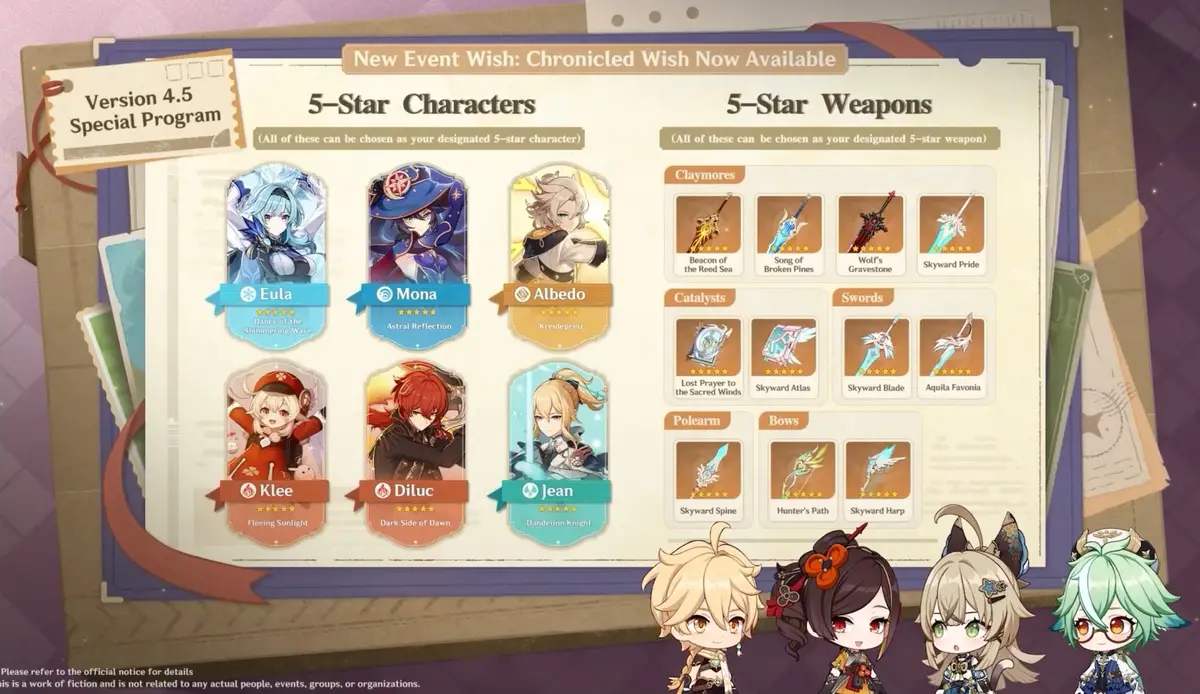 New Event Wish: Chronicled Wish Now Available
Version 4.5
Special Program
5-Star Characters
(All of these can be chosen as your designated 5-star character)
Eula
Dance of the
Shimmering Wave
Mona
Astral Reflection
Albedo
Kreideprinz
Klee
Fleeing Sunlight
Diluc
Dark Side of Dawn
Jean
Dandelion Knight
5-Star Weapons
(All of these can be chosen as your designated 5-star weapon)
Claymores
Beacon of
the Reed Sea
Song of
Broken Pines
Wolf's
Gravestone
Skyward Pride
Catalysts
Lost Prayer to
the Sacred Winds
Skyward Atlas
Swords
Skyward Blade
Aquila Favonia
Polearm
Skyward Spine
Bows
Hunter's Path
Skyward Harp
Please refer to the official notice for details
is is a work of fiction and is not related to any actual people, events, groups, or organizations.